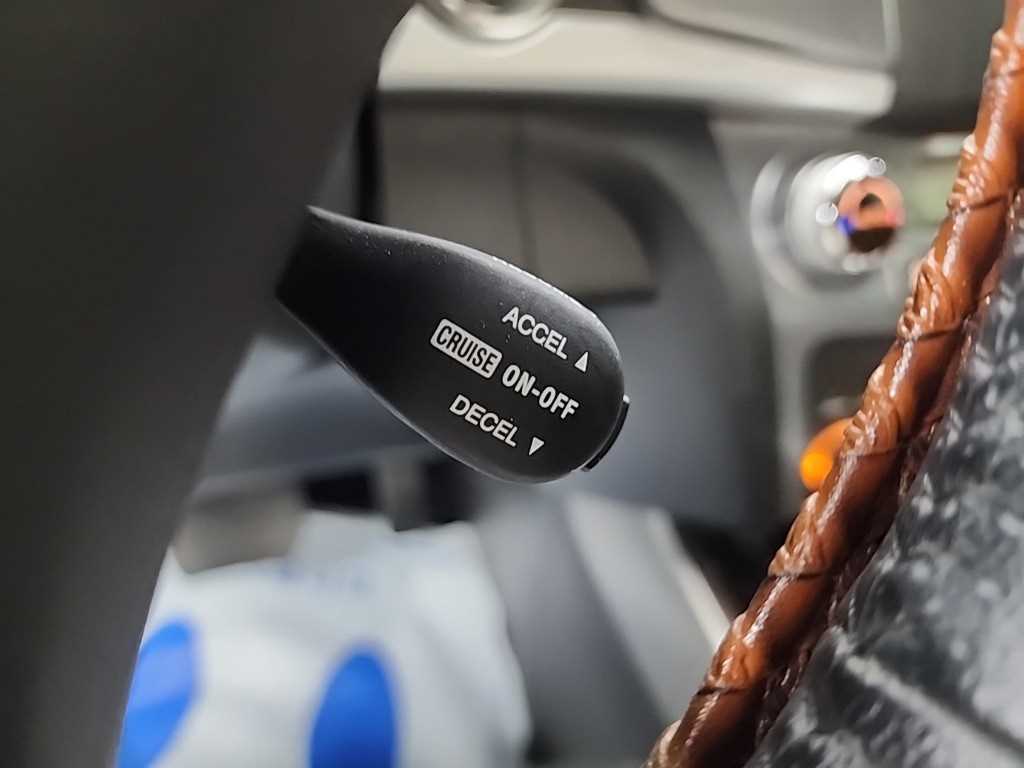 ACCEL ▲
CRUISE ON-OFF
DECEL ▼